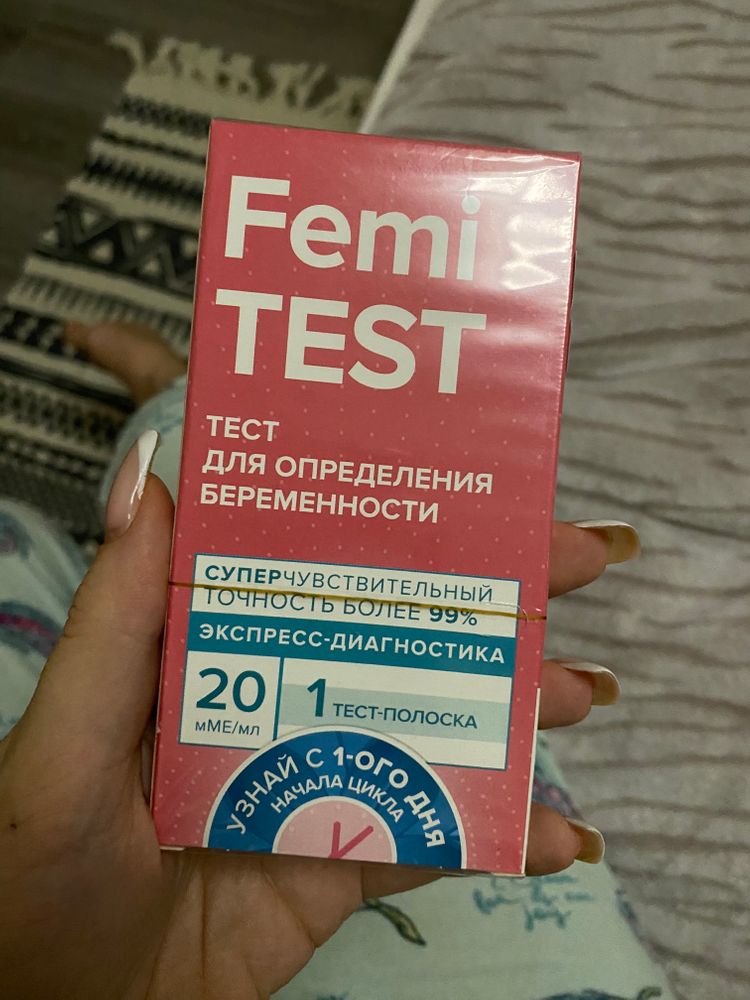 Femi
TEST
ТЕСТ
ДЛЯ ОПРЕДЕЛЕНИЯ
БЕРЕМЕННОСТИ
СУПЕРЧУВСТВИТЕЛЬНЫЙ
ТОЧНОСТЬ БОЛЕЕ 99%
ЭКСПРЕСС-ДИАГНОСТИКА
20
мМЕ/мл
1 ТЕСТ-ПОЛОСКА
УЗНАЙ С 1-ОГО ДНЯ
НАЧАЛА ЦИКЛА